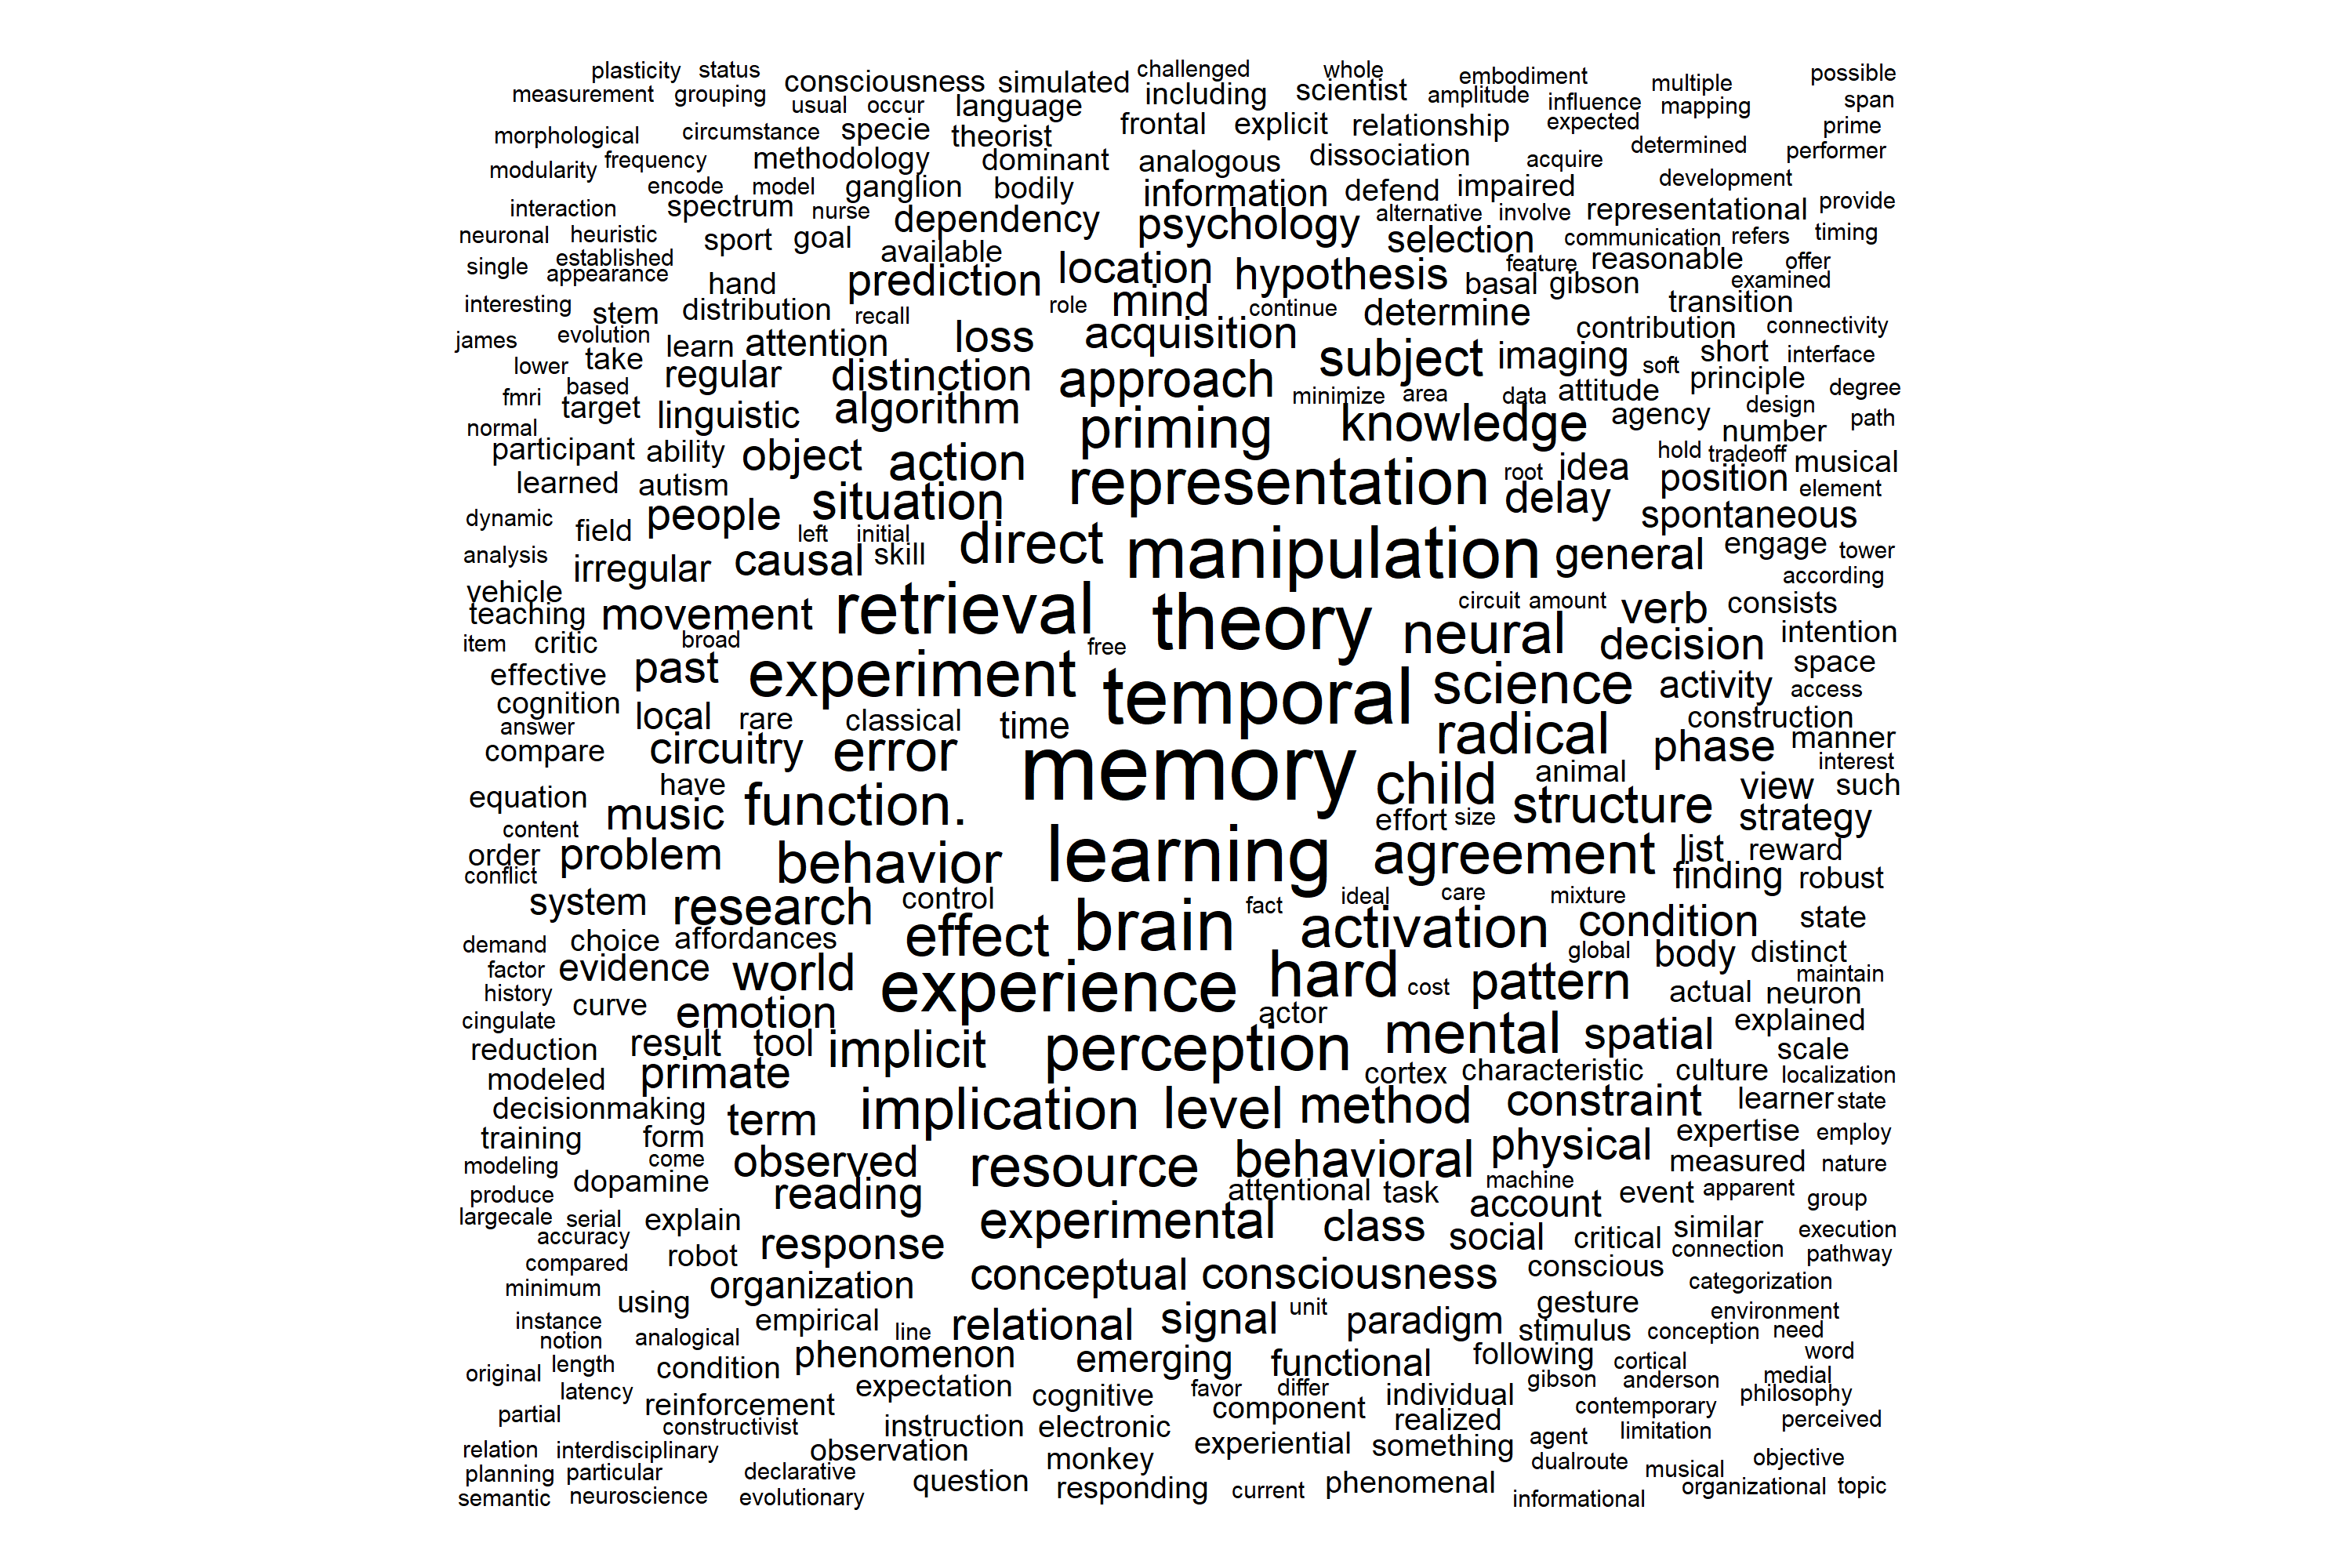 plasticity status consciousness simulated challenged whole embodiment multiple possible
measurement grouping usual occur language including scientist amplitude influence mapping span
morphological circumstance specie theorist frontal explicit relationship expected prime
modularity frequency methodology dominant analogous dissociation acquire determined performer
encode model ganglion bodily information defend impaired development
interaction spectrum nurse dependency psychology alternative involve representational provide
neuronal heuristic sport goal available selection communication refers timing
single established appearance hand prediction location hypothesis feature reasonable offer
interesting stem distribution recall role mind continue basal gibson examined
james evolution learn attention loss acquisition determine transition contribution connectivity
lower take regular distinction approach subject imaging soft short interface
fmri based target linguistic algorithm minimize area data attitude principle degree
normal participant ability object action priming knowledge agency design number path
learned autism situation representation root idea hold tradeoff position musical element
dynamic field people left initial direct delay spontaneous
analysis irregular causal skill manipulation general engage tower according
vehicle teaching movement retrieval theory circuit amount verb consists
item critic broad free neural decision intention
effective past experiment temporal science activity space access
cognition answer local rare classical time construction
compare circuitry error memory radical phase manner interest
equation have music function. child animal structure view such
content effort size strategy
order conflict problem behavior learning agreement list reward finding robust
system research control brain fact ideal care mixture state
demand choice affordances effect activation condition global body distinct
factor evidence world experience hard cost pattern maintain
history curve emotion actor actual neuron
cingulate reduction result tool implicit perception mental spatial explained scale
modeled primate cortex characteristic culture localization
decisionmaking term implication level method constraint learner state
training form expertise employ
modeling come observed resource behavioral physical measured nature
produce dopamine reading attentional task machine account event apparent group
largecale serial explain experimental class social critical similar execution
accuracy robot response connection pathway
compared conceptual consciousness conscious categorization
minimum using organization gesture environment
instance notion analogical empirical line relational signal unit paradigm stimulus conception need
original length condition phenomenon emerging functional following cortical word
latency reinforcement expectation cognitive favor differ individual gibson anderson medial philosophy
partial constructivist instruction electronic component realized contemporary limitation perceived
relation interdisciplinary observation monkey experiential something agent dualroute musical objective
planning particular declarative question responding current phenomenal organizational topic
semantic neuroscience evolutionary informational